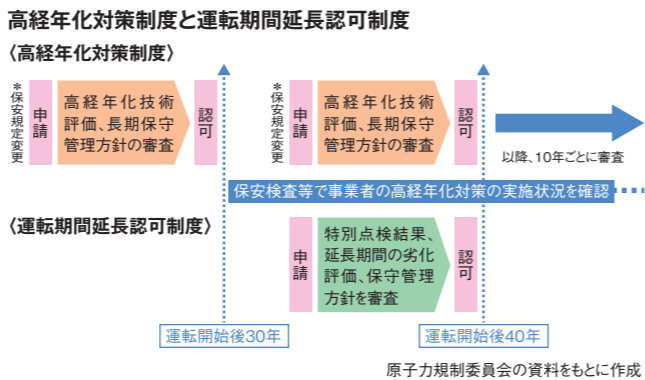 高経年化対策制度と運転期間延長認可制度
〈高経年化対策制度〉
*保安規定変更
申請
高経年化技術
評価、長期保守
管理方針の審査
認可
*保安規定変更
申請
高経年化技術
評価、長期保守
管理方針の審査
認可
以降、10年ごとに審査
保安検査等で事業者の高経年化対策の実施状況を確認
〈運転期間延長認可制度〉
申請
特別点検結果、
延長期間の劣化
評価、保守管理
方針を審査
認可
運転開始後30年
運転開始後40年
原子力規制委員会の資料をもとに作成